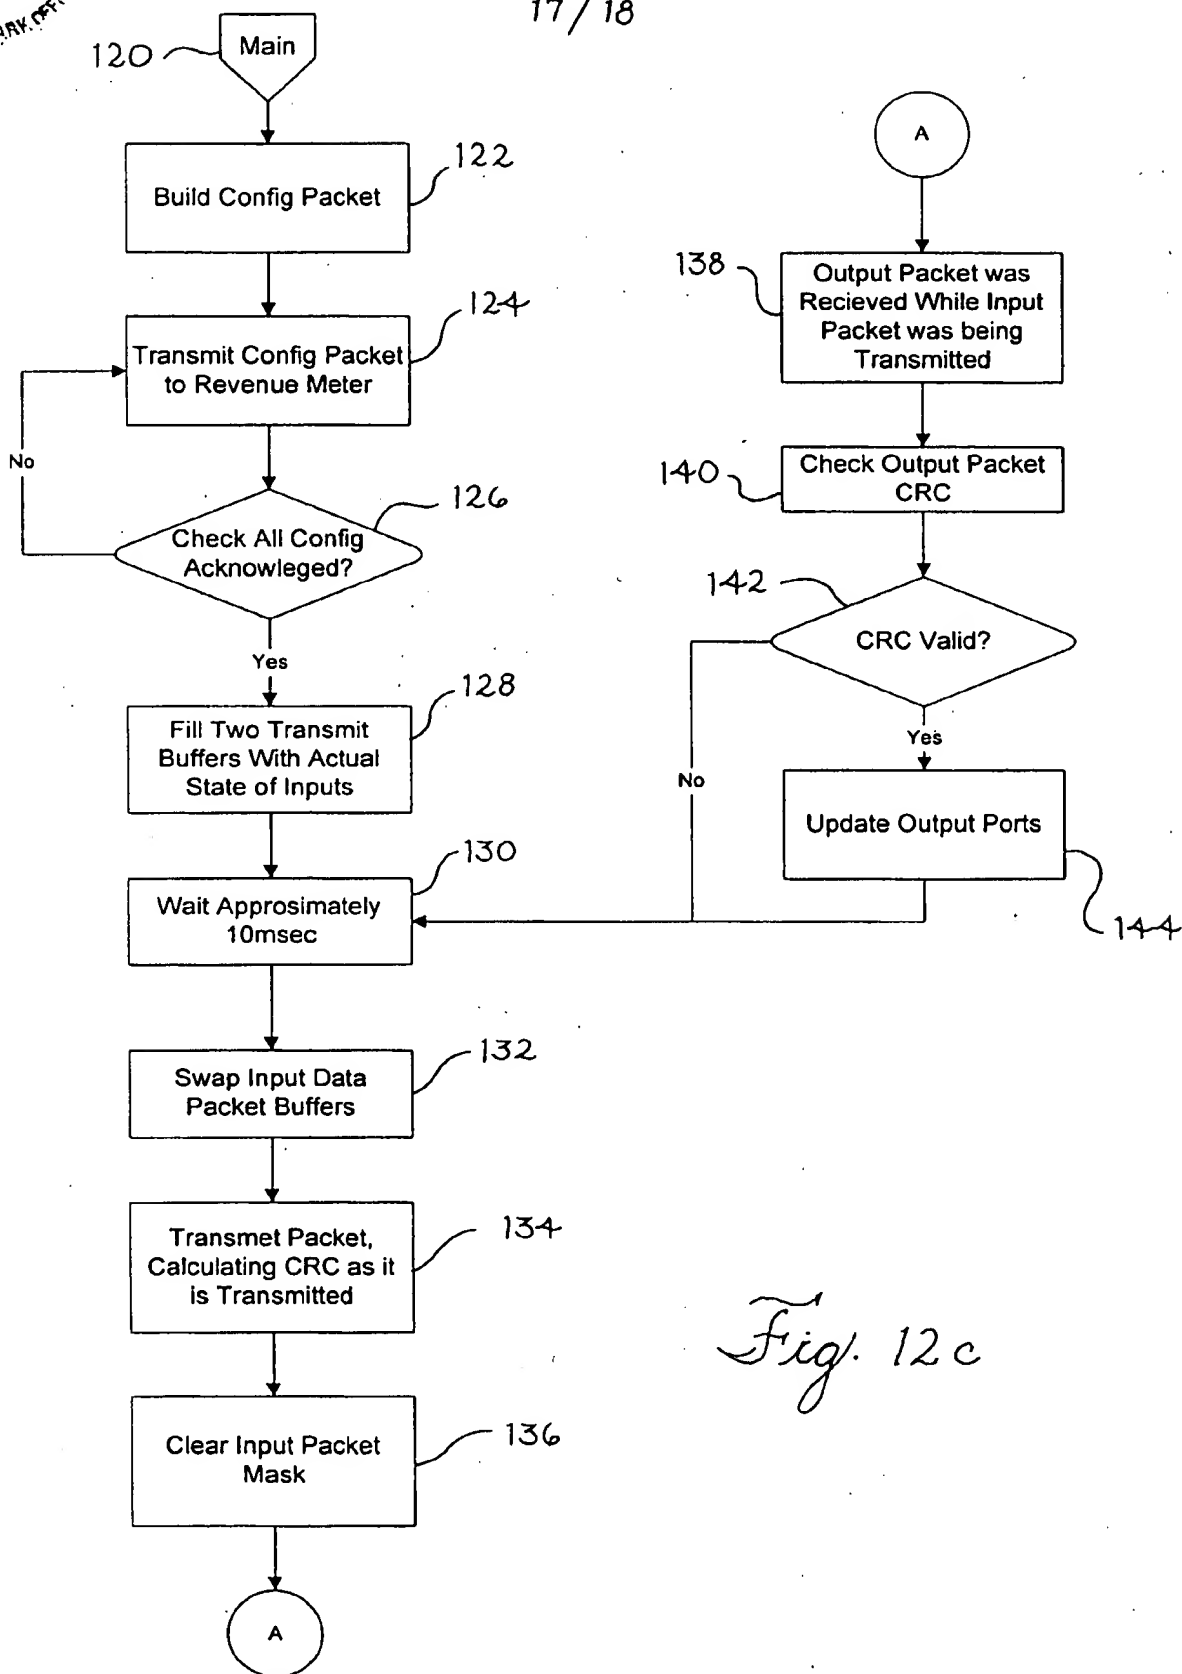 17/18
120
Main
122
Build Config Packet
124
Transmit Config Packet
to Revenue Meter
No
126
Check All Config
Acknowleged?
Yes
128
Fill Two Transmit
Buffers With Actual
State of Inputs
130
Wait Approsimately
10msec
132
Swap Input Data
Packet Buffers
134
Transmet Packet,
Calculating CRC as it
is Transmitted
136
Clear Input Packet
Mask
A
A
138
Output Packet was
Recieved While Input
Packet was being
Transmitted
140
Check Output Packet
CRC
142
CRC Valid?
Yes
No
Update Output Ports
144
Fig. 12c